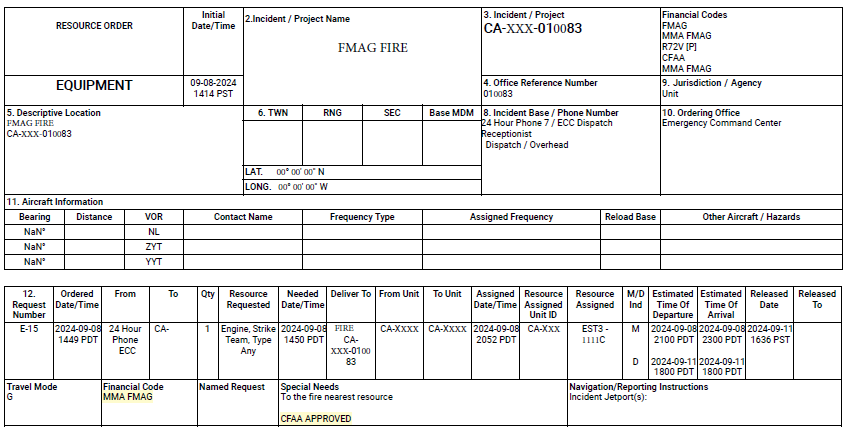 RESOURCE ORDER
Initial
Date/Time
2.Incident / Project Name
FMAG FIRE
3. Incident / Project
CA-XXX-010083
Financial Codes
FMAG
MMA FMAG
R72V [P]
CFAA
MMA FMAG
EQUIPMENT
09-08-2024
1414 PST
4. Office Reference Number
010083
9. Jurisdiction / Agency
Unit
5. Descriptive Location
FMAG FIRE
CA-XXX-010083
6. TWN RNG SEC Base MDM
LAT. 00° 00' 00" N
LONG. 00° 00' 00" W
8. Incident Base / Phone Number
24 Hour Phone 7 / ECC Dispatch
Receptionist
Dispatch / Overhead
10. Ordering Office
Emergency Command Center
11. Aircraft Information
Bearing Distance VOR Contact Name Frequency Type Assigned Frequency Reload Base Other Aircraft / Hazards
NaN° NL
NaN° ZYT
NaN° YYT
12.
Request
Number
Ordered
Date/Time
From
To
Qty
Resource
Requested
Needed
Date/Time
Deliver To
From Unit
To Unit
Assigned
Date/Time
Resource
Assigned
Unit ID
Resource
Assigned
M/D
Ind
Estimated
Time Of
Departure
Estimated
Time Of
Arrival
Released
Date
Released
To
E-15
2024-09-08
1449 PDT
24 Hour
Phone
ECC
CA-
1
Engine, Strike
Team, Type
Any
2024-09-08
1450 PDT
FIRE
CA-
XXX-0100
83
CA-XXXX
CA-XXXX
2024-09-08
2052 PDT
CA-XXX
EST3 -
1111C
M
D
2024-09-08
2100 PDT
2024-09-11
1800 PDT
2024-09-08
2300 PDT
2024-09-11
1800 PDT
2024-09-11
1636 PST
Travel Mode
G
Financial Code
MMA FMAG
Named Request
Special Needs
To the fire nearest resource
CFAA APPROVED
Navigation/Reporting Instructions
Incident Jetport(s):